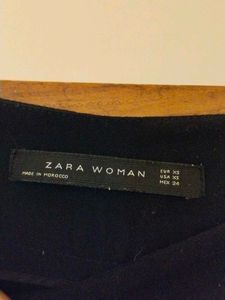 ZARA WOMAN
MADE IN MOROCCO
EUR XS
USA XS
MEX 24